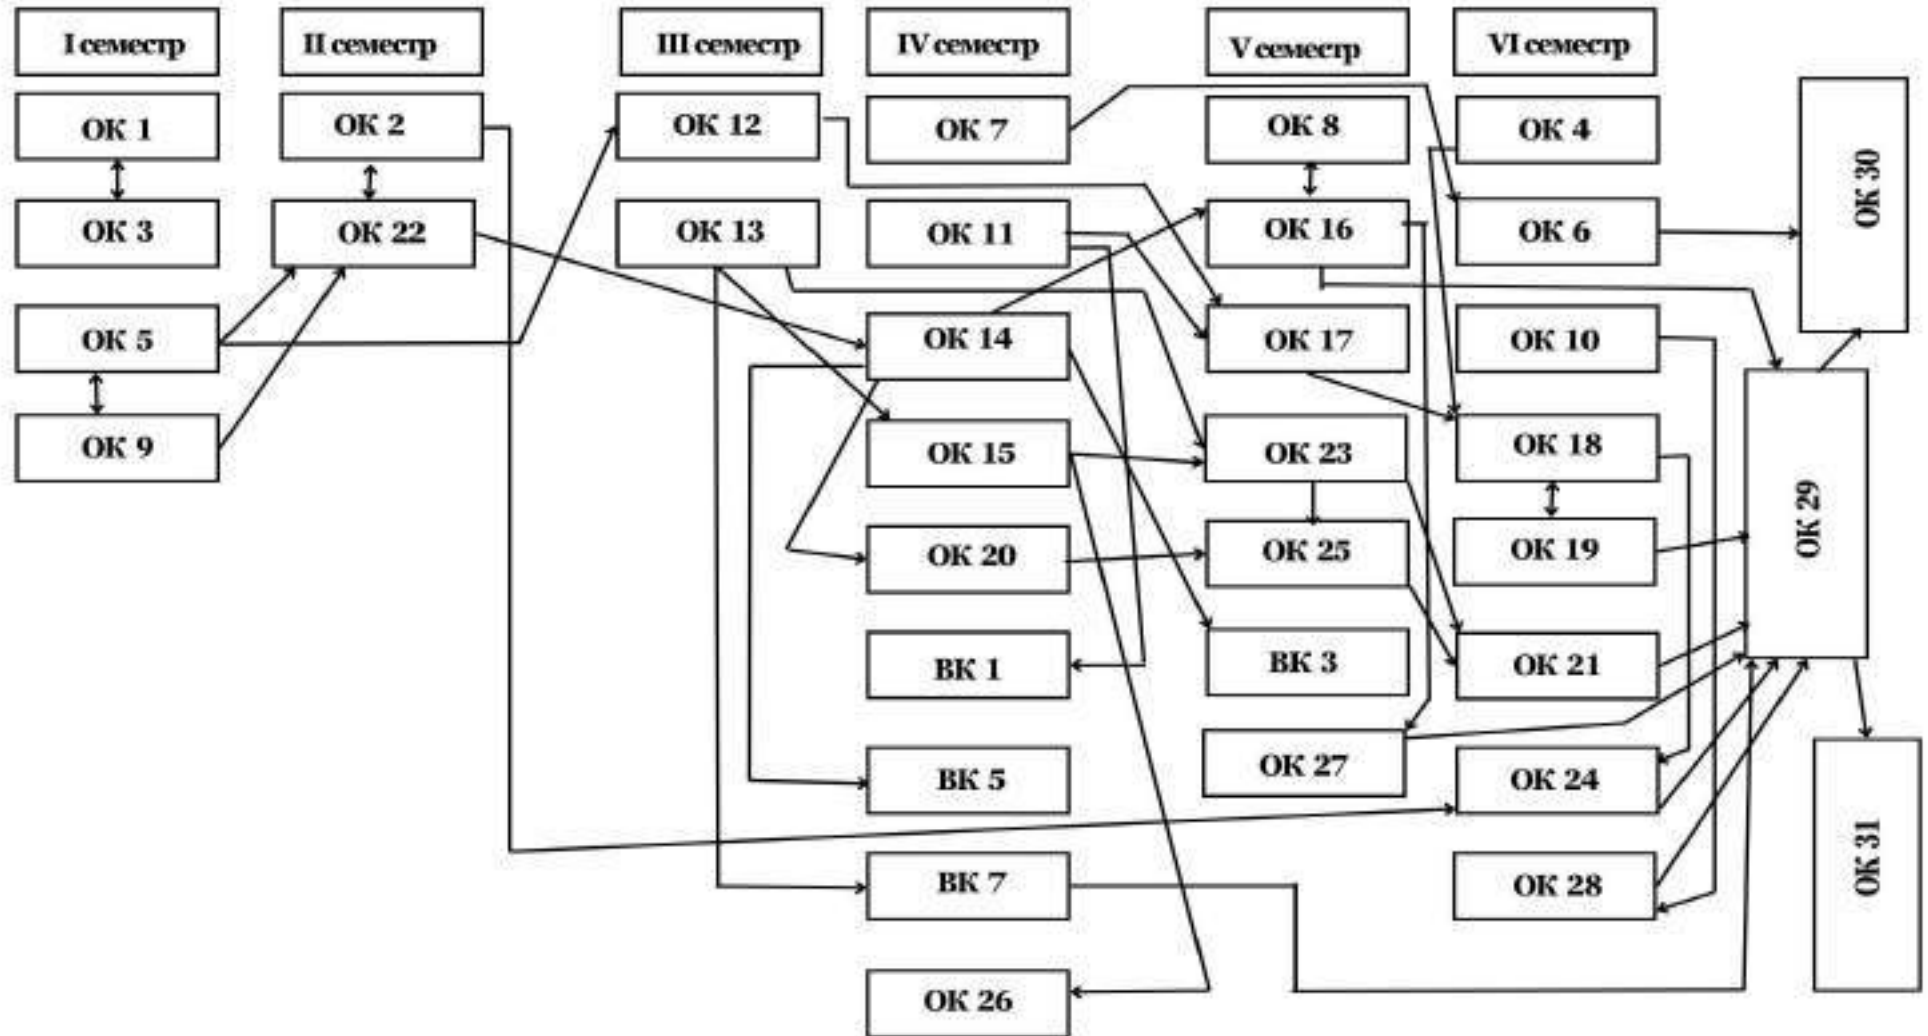 I семестр
II семестр
III семестр
IV семестр
V семестр
VI семестр
ОК 1
ОК 2
ОК 12
ОК 7
ОК 8
ОК 4
ОК 30
ОК 3
ОК 22
ОК 13
ОК 11
ОК 16
ОК 6
ОК 5
ОК 14
ОК 17
ОК 10
ОК 9
ОК 15
ОК 23
ОК 18
ОК 29
ОК 20
ОК 25
ОК 19
ВК 1
ВК 3
ОК 21
ВК 5
ОК 27
ОК 24
ОК 31
ВК 7
ОК 28
ОК 26